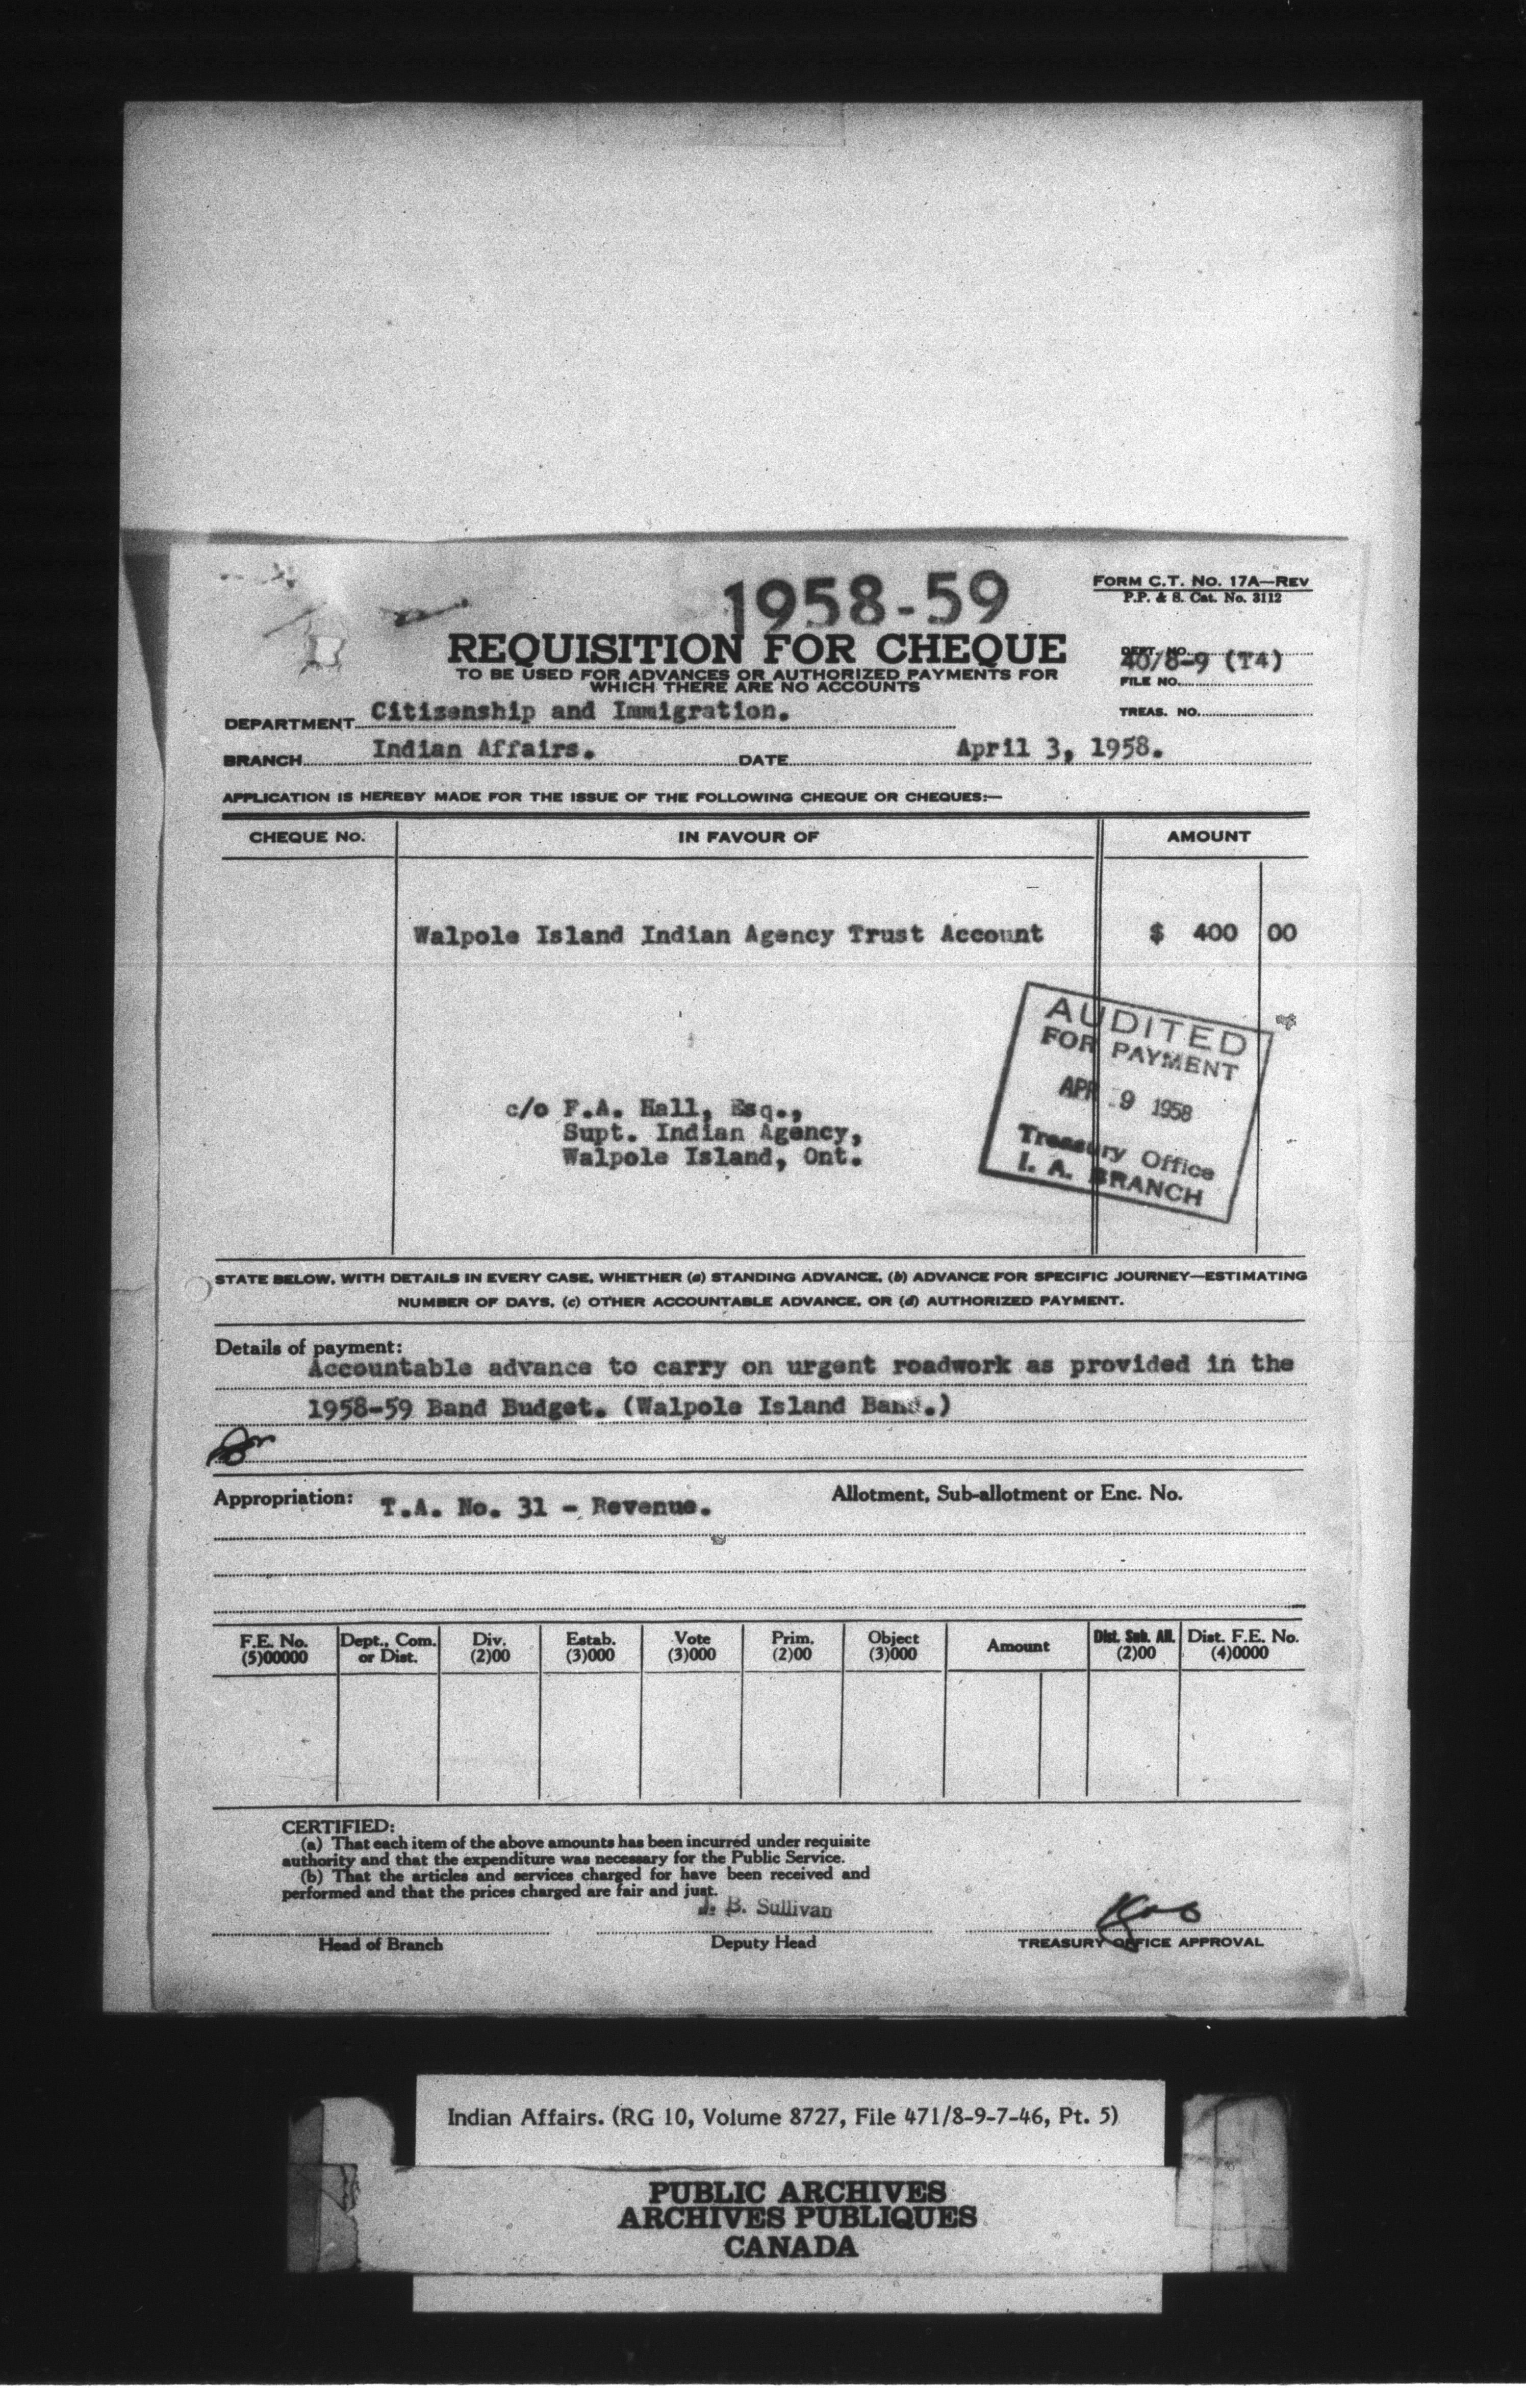 1958-59
FORM C.T. NO. 17A—REV
P.P. & S. Cat. No. 3112
REQUISITION FOR CHEQUE
TO BE USED FOR ADVANCES OR AUTHORIZED PAYMENTS FOR
WHICH THERE ARE NO ACCOUNTS
DEPT. NO.
40/8-9 (T4)
FILE NO.
TREAS. NO.
DEPARTMENT Citizenship and Immigration.
BRANCH Indian Affairs. DATE April 3, 1958.
APPLICATION IS HEREBY MADE FOR THE ISSUE OF THE FOLLOWING CHEQUE OR CHEQUES:—
CHEQUE NO. IN FAVOUR OF AMOUNT
Walpole Island Indian Agency Trust Account $ 400 00
AUDITED
FOR PAYMENT
APR 9 1958
Treasury Office
I. A. BRANCH
c/o F.A. Hall, Esq.,
Supt. Indian Agency,
Walpole Island, Ont.
STATE BELOW, WITH DETAILS IN EVERY CASE, WHETHER (a) STANDING ADVANCE, (b) ADVANCE FOR SPECIFIC JOURNEY—ESTIMATING
NUMBER OF DAYS, (c) OTHER ACCOUNTABLE ADVANCE, OR (d) AUTHORIZED PAYMENT.
Details of payment:
Accountable advance to carry on urgent roadwork as provided in the
1958-59 Band Budget. (Walpole Island Band.)
Appropriation: T.A. No. 31 - Revenue. Allotment, Sub-allotment or Enc. No.
F.E. No. Dept., Com. Div. Estab. Vote Prim. Object Amount Dist. Sub. All. Dist. F.E. No.
(5)00000 or Dist. (2)00 (3)000 (3)000 (2)00 (3)000 (2)00 (4)0000
CERTIFIED:
(a) That each item of the above amounts has been incurred under requisite
authority and that the expenditure was necessary for the Public Service.
(b) That the articles and services charged for have been received and
performed and that the prices charged are fair and just.
J. B. Sullivan
Head of Branch Deputy Head TREASURY OFFICE APPROVAL
Indian Affairs. (RG 10, Volume 8727, File 471/8-9-7-46, Pt. 5)
PUBLIC ARCHIVES
ARCHIVES PUBLIQUES
CANADA